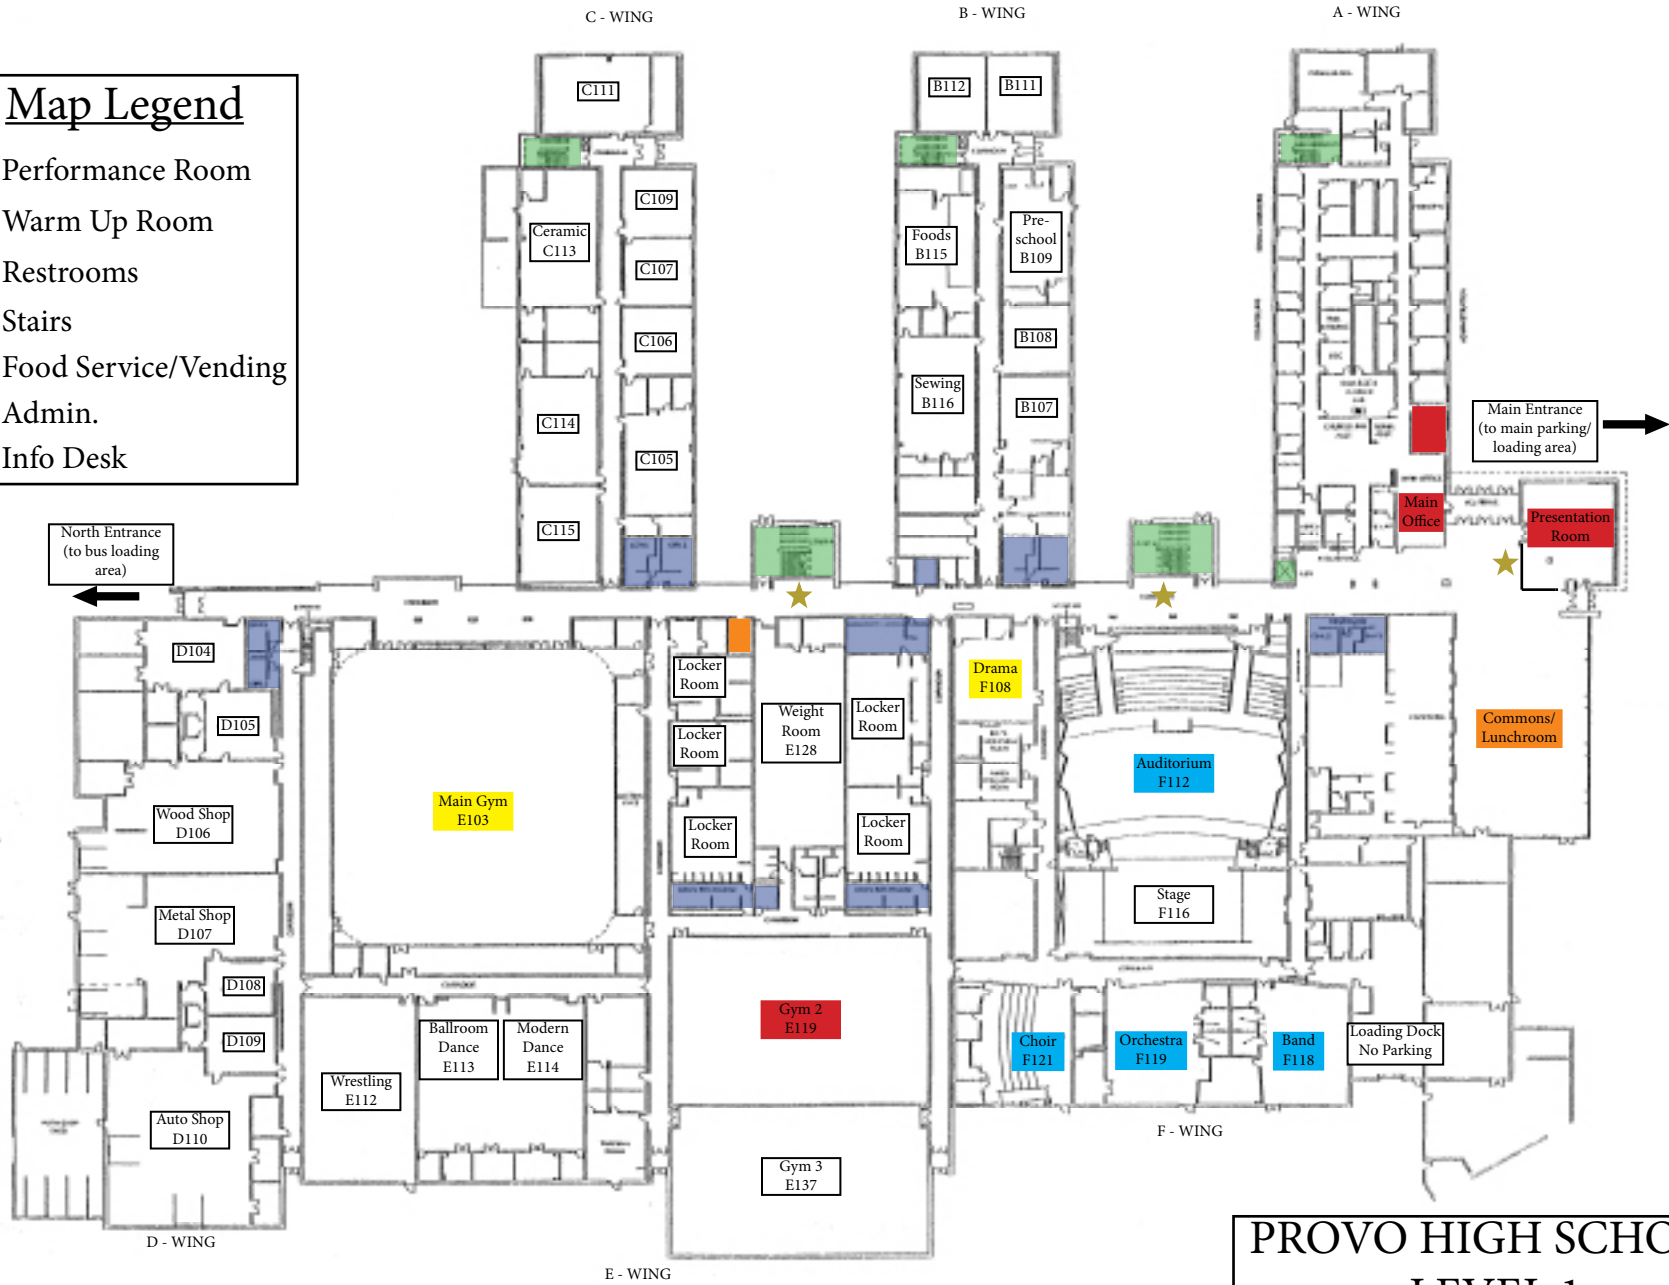 C - WING
B - WING
A - WING
Map Legend
Performance Room
Warm Up Room
Restrooms
Stairs
Food Service/Vending
Admin.
Info Desk
C111
B112
B111
C109
Ceramic
C113
C107
C106
C114
C105
C115
Foods
B115
Pre-
school
B109
B108
Sewing
B116
B107
Main Entrance
(to main parking/
loading area)
Main
Office
Presentation
Room
North Entrance
(to bus loading
area)
D104
D105
Wood Shop
D106
Metal Shop
D107
D108
D109
Auto Shop
D110
Main Gym
E103
Locker
Room
Locker
Room
Locker
Room
Weight
Room
E128
Locker
Room
Locker
Room
Drama
F108
Auditorium
F112
Stage
F116
Commons/
Lunchroom
Wrestling
E112
Ballroom
Dance
E113
Modern
Dance
E114
Gym 2
E119
Gym 3
E137
Choir
F121
Orchestra
F119
Band
F118
Loading Dock
No Parking
F - WING
D - WING
E - WING
PROVO HIGH SCHO
LEVEL 1